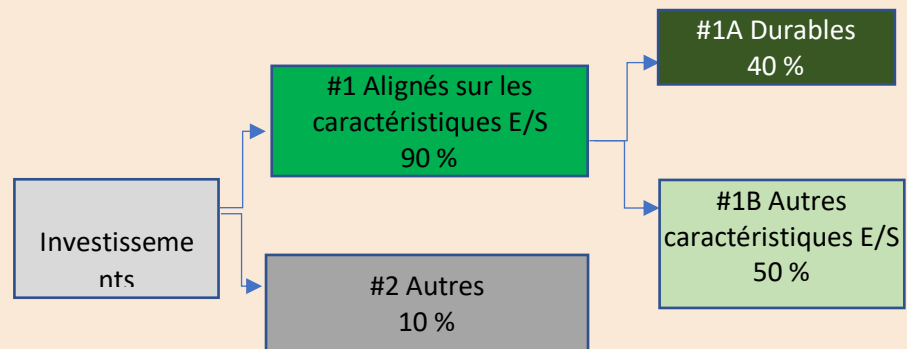 Investisseme
nts
#1 Alignés sur les
caractéristiques E/S
90 %
#2 Autres
10 %
#1A Durables
40 %
#1B Autres
caractéristiques E/S
50 %